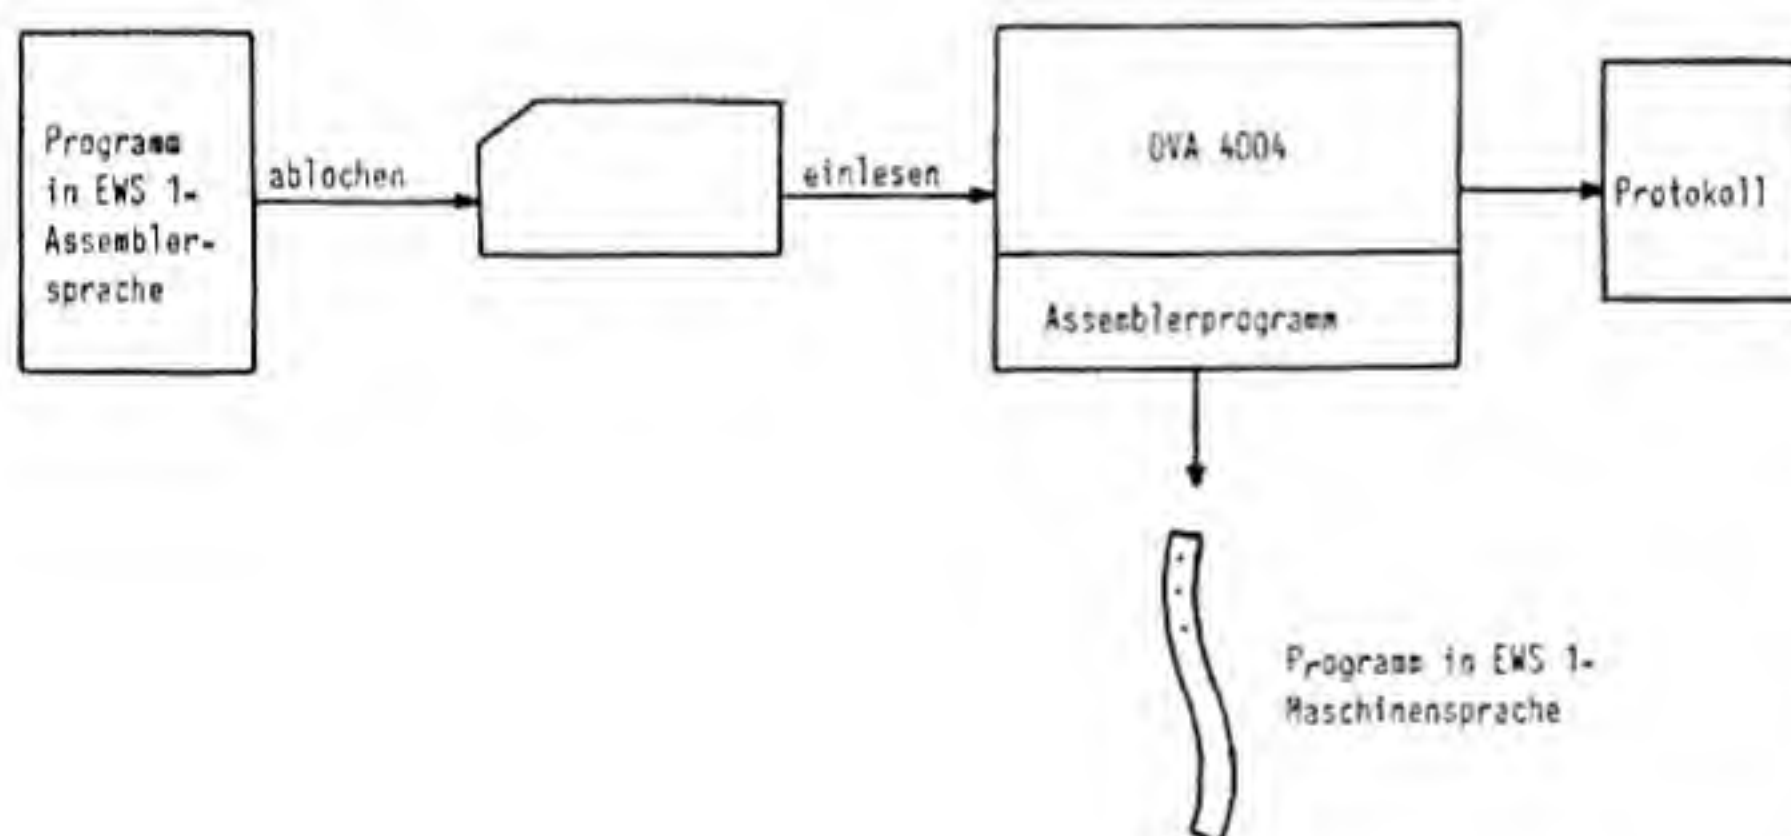 Programm
in EWS 1-
Assembler-
sprache
ablochen
einlesen
DVA 4004
Assemblerprogramm
Protokoll
Programm in EWS 1-
Maschinensprache